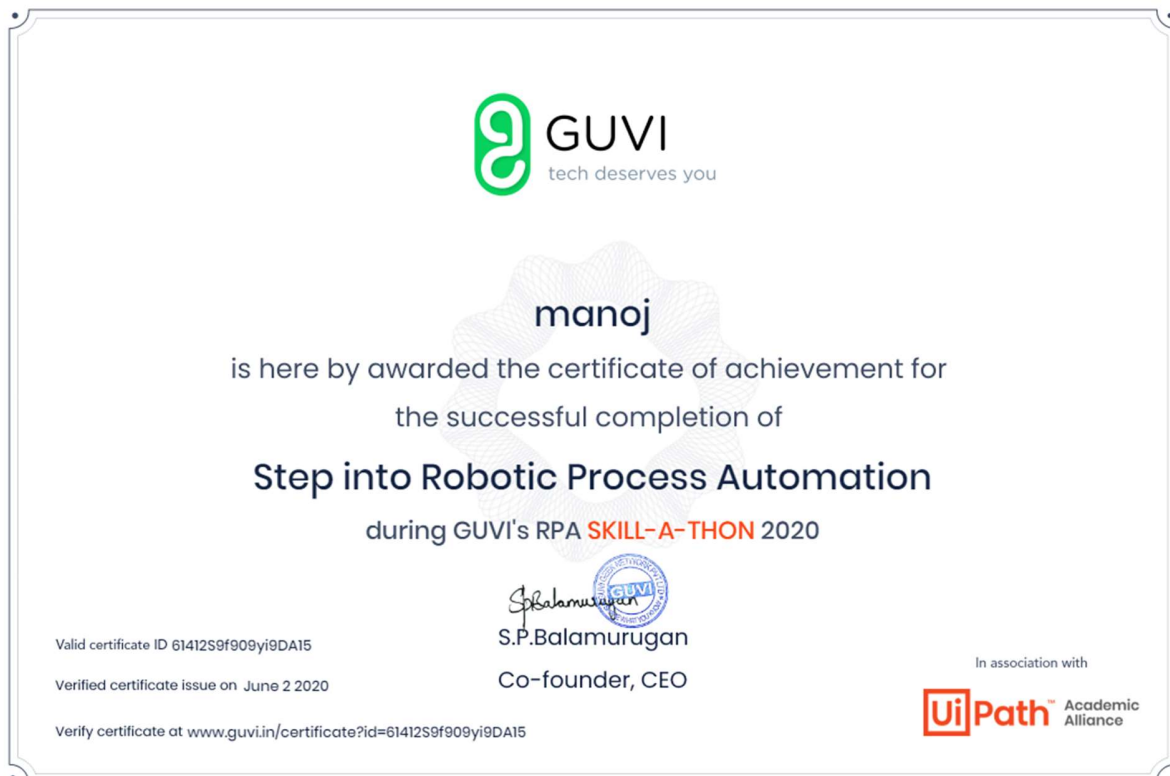 GUVI
tech deserves you
manoj
is here by awarded the certificate of achievement for
the successful completion of
Step into Robotic Process Automation
during GUVI's RPA SKILL-A-THON 2020
SpBalamurugan
GUVI
S.P.Balamurugan
Co-founder, CEO
Valid certificate ID 61412S9f909yi9DA15
Verified certificate issue on June 2 2020
Verify certificate at www.guvi.in/certificate?id=61412S9f909yi9DA15
In association with
UiPath™ Academic
Alliance